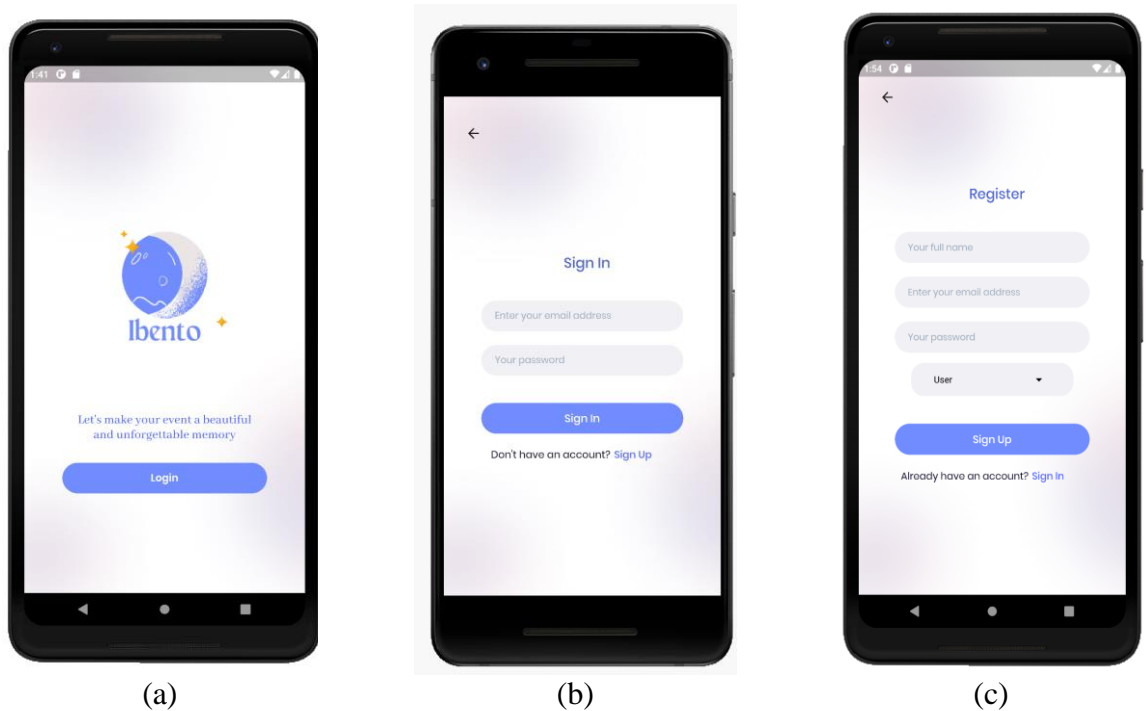 1:41
Ibento
Let's make your event a beautiful
and unforgettable memory
Login
(a)
Sign In
Enter your email address
Your password
Sign In
Don't have an account? Sign Up
(b)
1:54
Register
Your full name
Enter your email address
Your password
User
Sign Up
Already have an account? Sign In
(c)